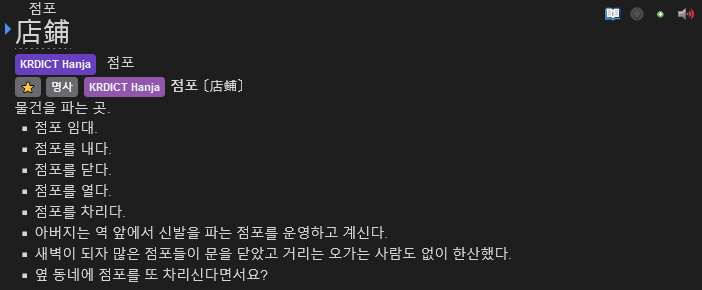 점포
店鋪
KRDICT Hanja 점포
명사 KRDICT Hanja 점포 〔店鋪〕
물건을 파는 곳.
점포 임대.
점포를 내다.
점포를 닫다.
점포를 열다.
점포를 차리다.
아버지는 역 앞에서 신발을 파는 점포를 운영하고 계신다.
새벽이 되자 많은 점포들이 문을 닫았고 거리는 오가는 사람도 없이 한산했다.
옆 동네에 점포를 또 차리신다면서요?